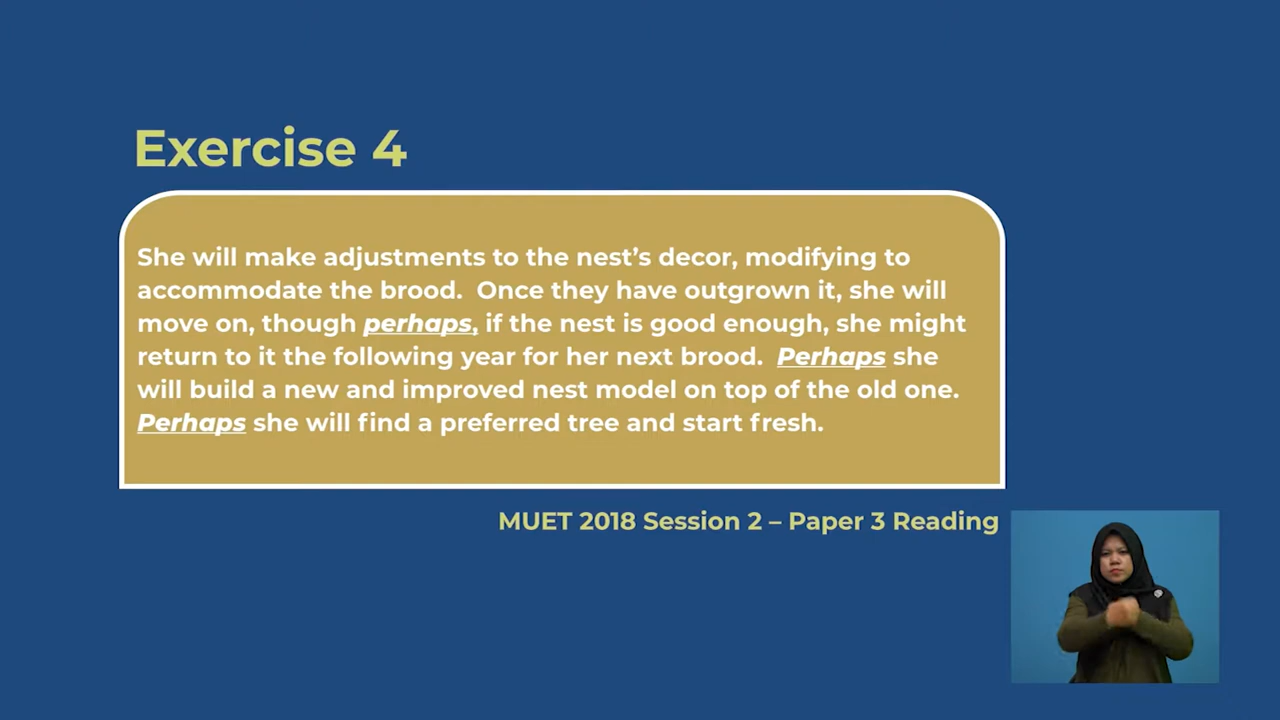 Exercise 4
She will make adjustments to the nest’s decor, modifying to
accommodate the brood.  Once they have outgrown it, she will
move on, though perhaps, if the nest is good enough, she might
return to it the following year for her next brood.  Perhaps she
will build a new and improved nest model on top of the old one.
Perhaps she will find a preferred tree and start fresh.
MUET 2018 Session 2 – Paper 3 Reading